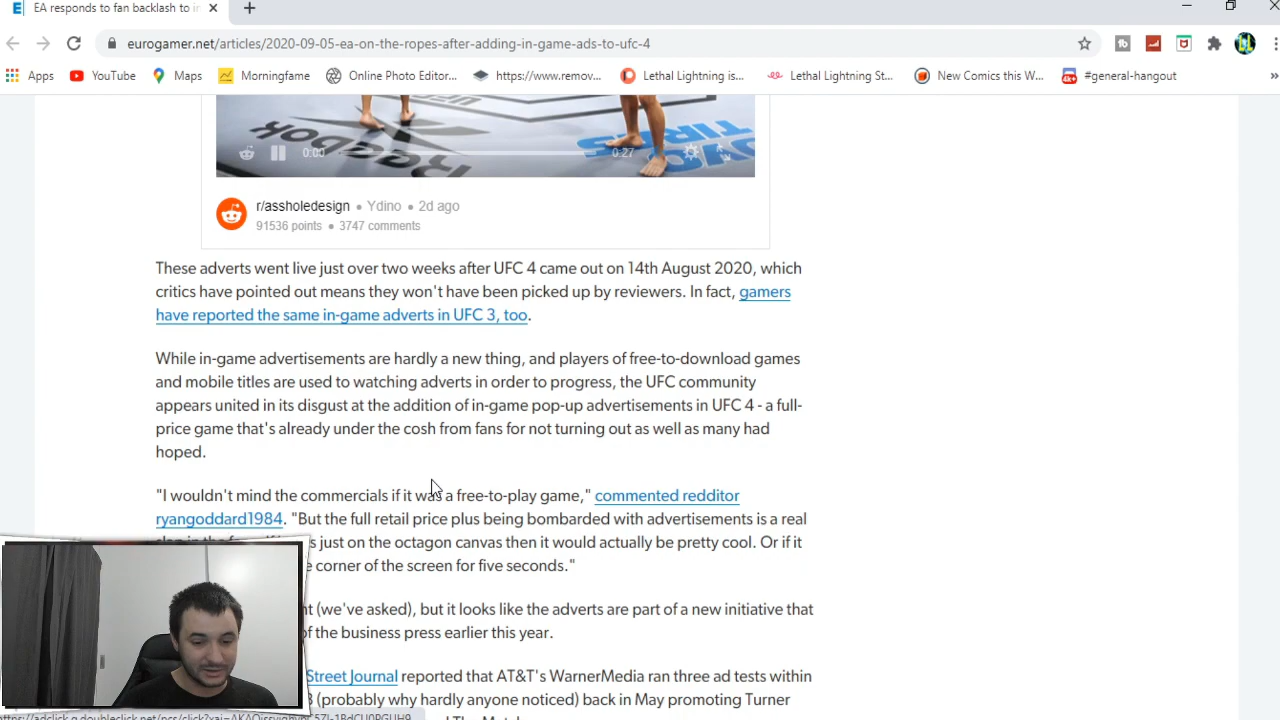 EA responds to fan backlash to i
eurogamer.net/articles/2020-09-05-ea-on-the-ropes-after-adding-in-game-ads-to-ufc-4
Apps YouTube Maps Morningfame Online Photo Editor... https://www.remov... Lethal Lightning is... Lethal Lightning St... New Comics this W... #general-hangout »
Reebok
TIRES
0:00 0:27
r/assholedesign • Ydino • 2d ago
91536 points • 3747 comments
These adverts went live just over two weeks after UFC 4 came out on 14th August 2020, which
critics have pointed out means they won't have been picked up by reviewers. In fact, gamers
have reported the same in-game adverts in UFC 3, too.
While in-game advertisements are hardly a new thing, and players of free-to-download games
and mobile titles are used to watching adverts in order to progress, the UFC community
appears united in its disgust at the addition of in-game pop-up advertisements in UFC 4 - a full-
price game that's already under the cosh from fans for not turning out as well as many had
hoped.
"I wouldn't mind the commercials if it was a free-to-play game," commented redditor
ryangoddard1984. "But the full retail price plus being bombarded with advertisements is a real
s just on the octagon canvas then it would actually be pretty cool. Or if it
corner of the screen for five seconds."
(we've asked), but it looks like the adverts are part of a new initiative that
of the business press earlier this year.
Street Journal reported that AT&T's WarnerMedia ran three ad tests within
(probably why hardly anyone noticed) back in May promoting Turner